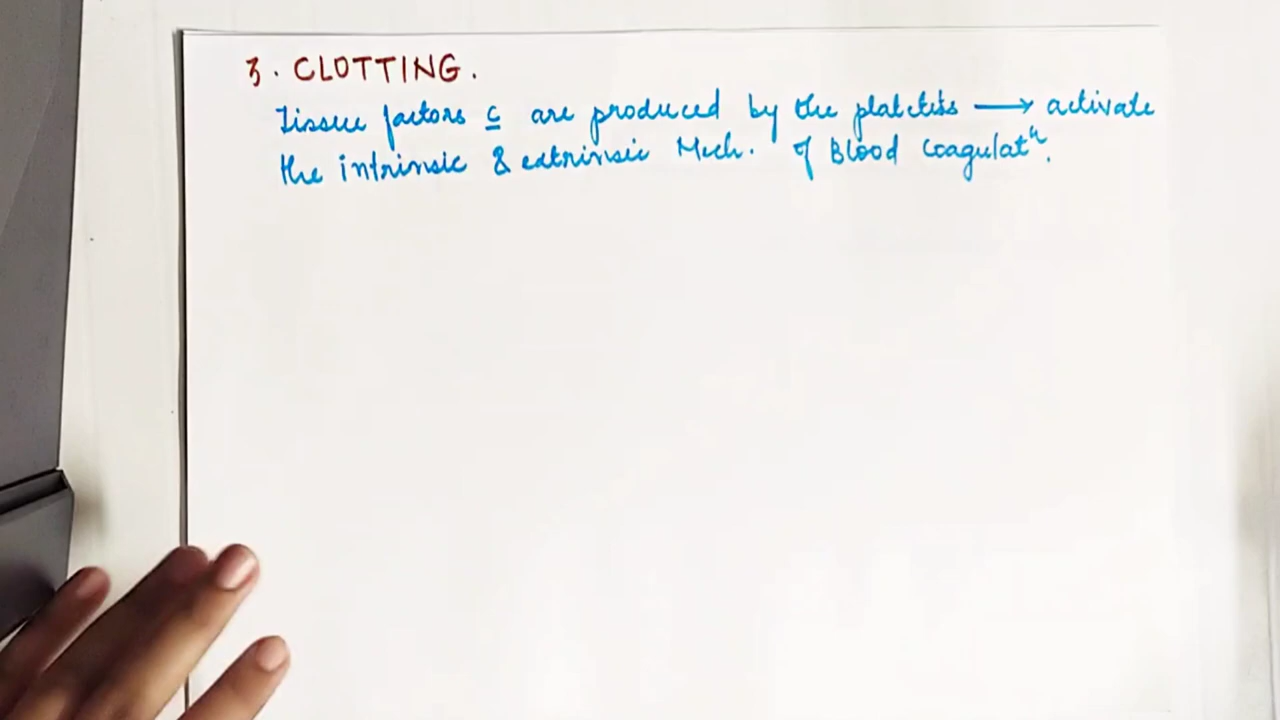 3. CLOTTING.
Tissue factors c̲ are produced by the platelets ⟶ activate
the intrinsic & extrinsic Mech. of Blood Coagulatⁿ.